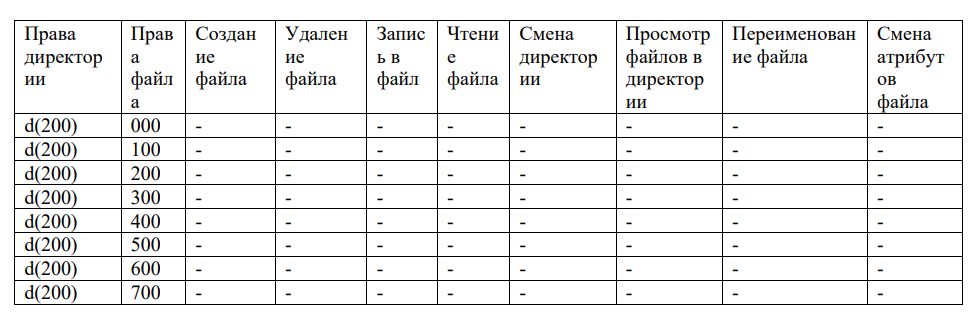 Права директории | Права файла | Создание файла | Удаление файла | Запись в файл | Чтение файла | Смена директории | Просмотр файлов в директории | Переименование файла | Смена атрибутов файла
d(200) | 000 | - | - | - | - | - | - | - | -
d(200) | 100 | - | - | - | - | - | - | - | -
d(200) | 200 | - | - | - | - | - | - | - | -
d(200) | 300 | - | - | - | - | - | - | - | -
d(200) | 400 | - | - | - | - | - | - | - | -
d(200) | 500 | - | - | - | - | - | - | - | -
d(200) | 600 | - | - | - | - | - | - | - | -
d(200) | 700 | - | - | - | - | - | - | - | -